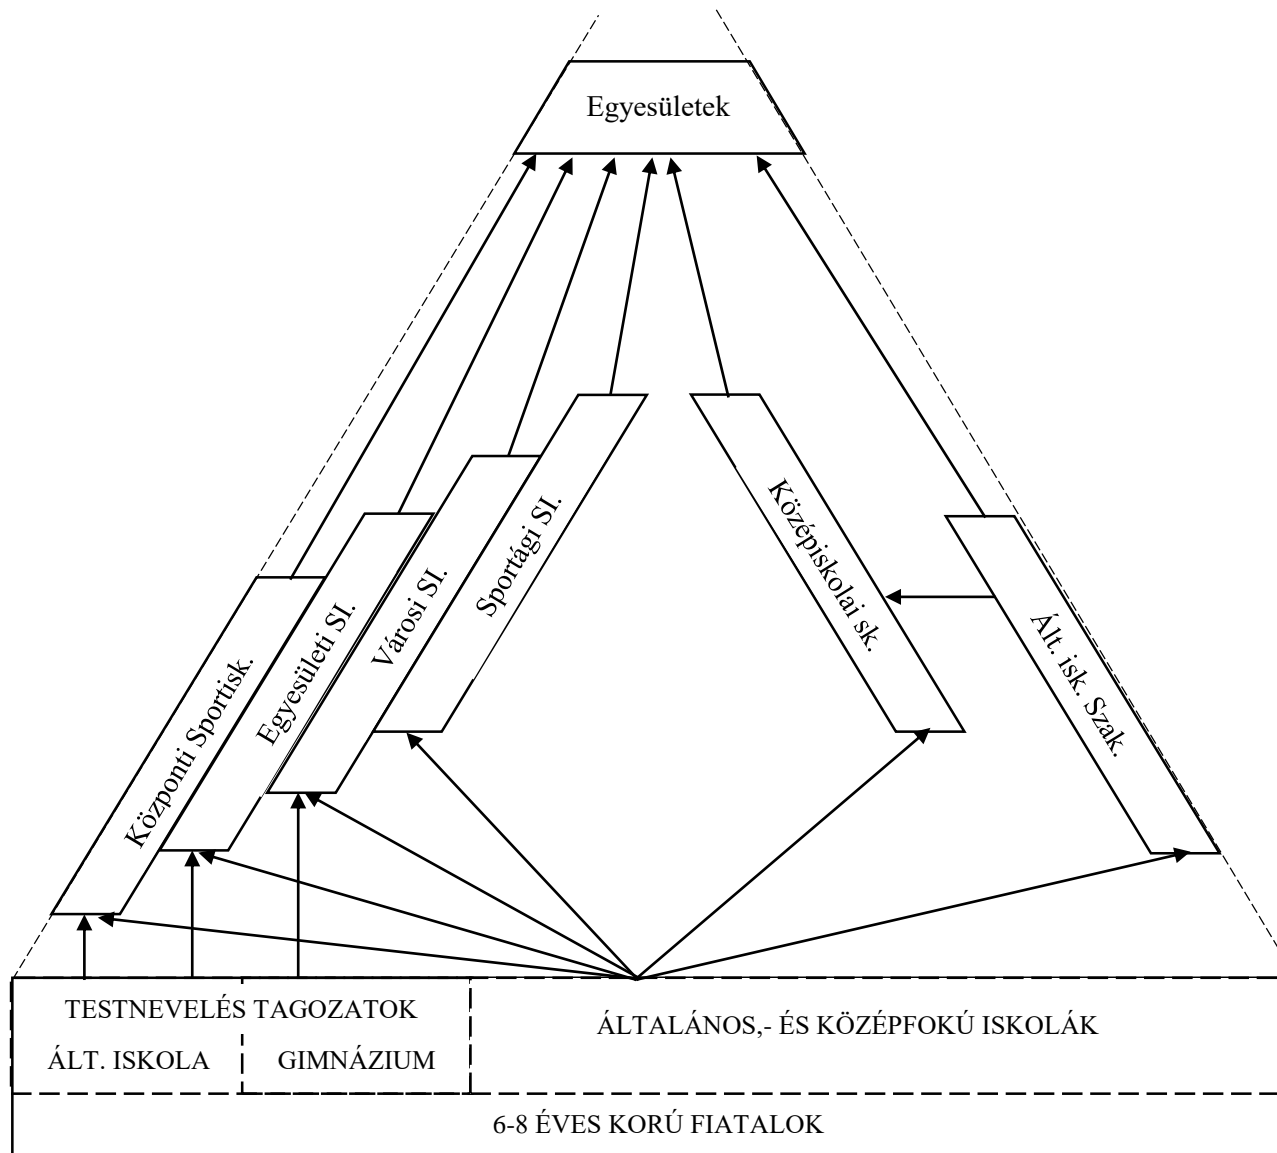 Egyesületek
Központi Sportisk.
Egyesületi SI.
Városi SI.
Sportági SI.
Középiskolai sk.
Ált. isk. Szak.
TESTNEVELÉS TAGOZATOK
ÁLT. ISKOLA
GIMNÁZIUM
ÁLTALÁNOS,- ÉS KÖZÉPFOKÚ ISKOLÁK
6-8 ÉVES KORÚ FIATALOK